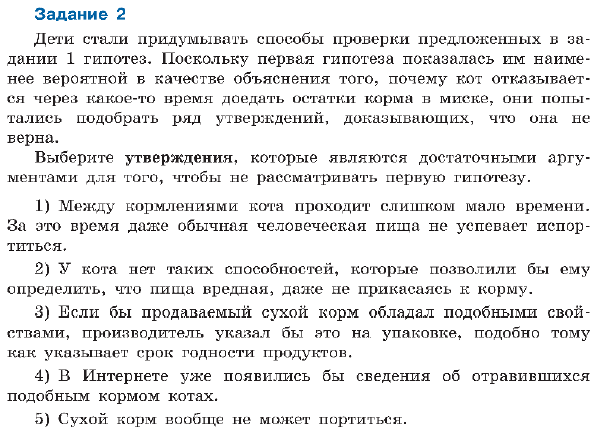 Задание 2
Дети стали придумывать способы проверки предложенных в за-
дании 1 гипотез. Поскольку первая гипотеза показалась им наиме-
нее вероятной в качестве объяснения того, почему кот отказывает-
ся через какое-то время доедать остатки корма в миске, они попы-
тались подобрать ряд утверждений, доказывающих, что она не
верна.
Выберите утверждения, которые являются достаточными аргу-
ментами для того, чтобы не рассматривать первую гипотезу.
1) Между кормлениями кота проходит слишком мало времени.
За это время даже обычная человеческая пища не успевает испор-
титься.
2) У кота нет таких способностей, которые позволили бы ему
определить, что пища вредная, даже не прикасаясь к корму.
3) Если бы продаваемый сухой корм обладал подобными свой-
ствами, производитель указал бы это на упаковке, подобно тому
как указывает срок годности продуктов.
4) В Интернете уже появились бы сведения об отравившихся
подобным кормом котах.
5) Сухой корм вообще не может портиться.